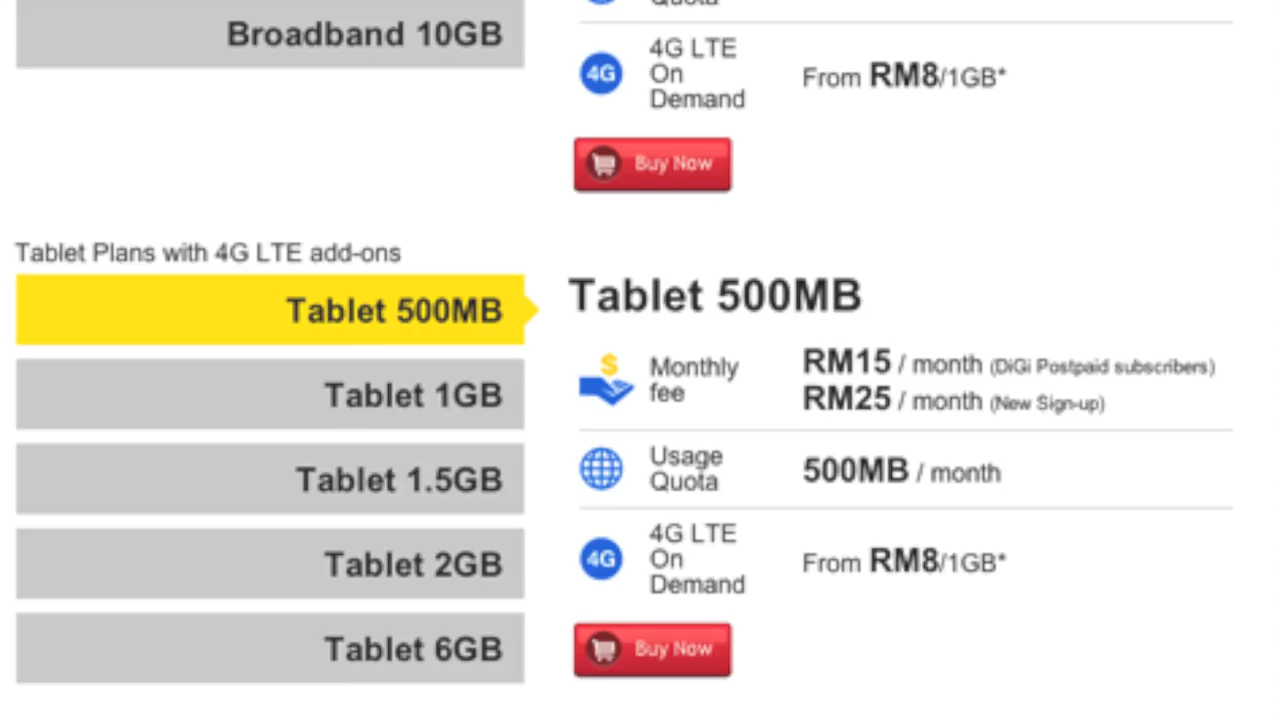 Quota
Broadband 10GB
4G LTE
On
Demand
4G
From RM8/1GB*
Buy Now
Tablet Plans with 4G LTE add-ons
Tablet 500MB
Tablet 1GB
Tablet 1.5GB
Tablet 2GB
Tablet 6GB
Tablet 500MB
$
Monthly
fee
RM15 / month (DiGi Postpaid subscribers)
RM25 / month (New Sign-up)
Usage
Quota
500MB / month
4G
4G LTE
On
Demand
From RM8/1GB*
Buy Now